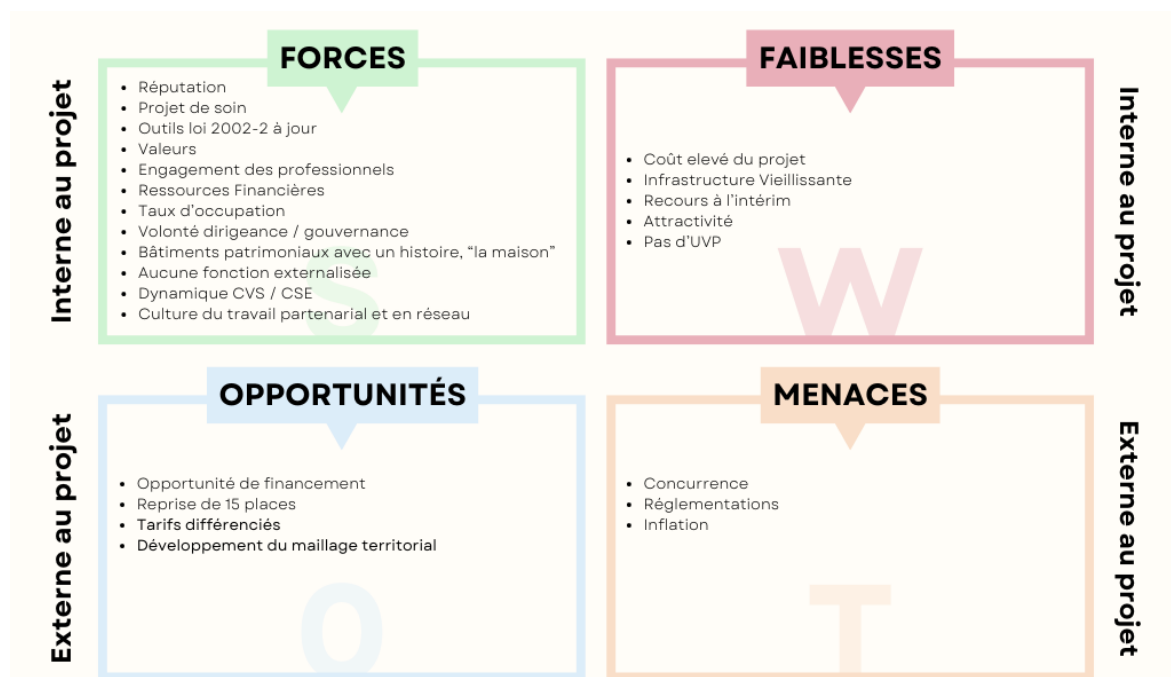 FORCES
Interne au projet
• Réputation
• Projet de soin
• Outils loi 2002-2 à jour
• Valeurs
• Engagement des professionnels
• Ressources Financières
• Taux d'occupation
• Volonté dirigeance / gouvernance
• Bâtiments patrimoniaux avec un histoire, “la maison”
• Aucune fonction externalisée
• Dynamique CVS / CSE
• Culture du travail partenarial et en réseau
S
FAIBLESSES
Interne au projet
• Coût elevé du projet
• Infrastructure Vieillissante
• Recours à l'intérim
• Attractivité
• Pas d'UVP
W
OPPORTUNITÉS
Externe au projet
• Opportunité de financement
• Reprise de 15 places
• Tarifs différenciés
• Développement du maillage territorial
O
MENACES
Externe au projet
• Concurrence
• Réglementations
• Inflation
T